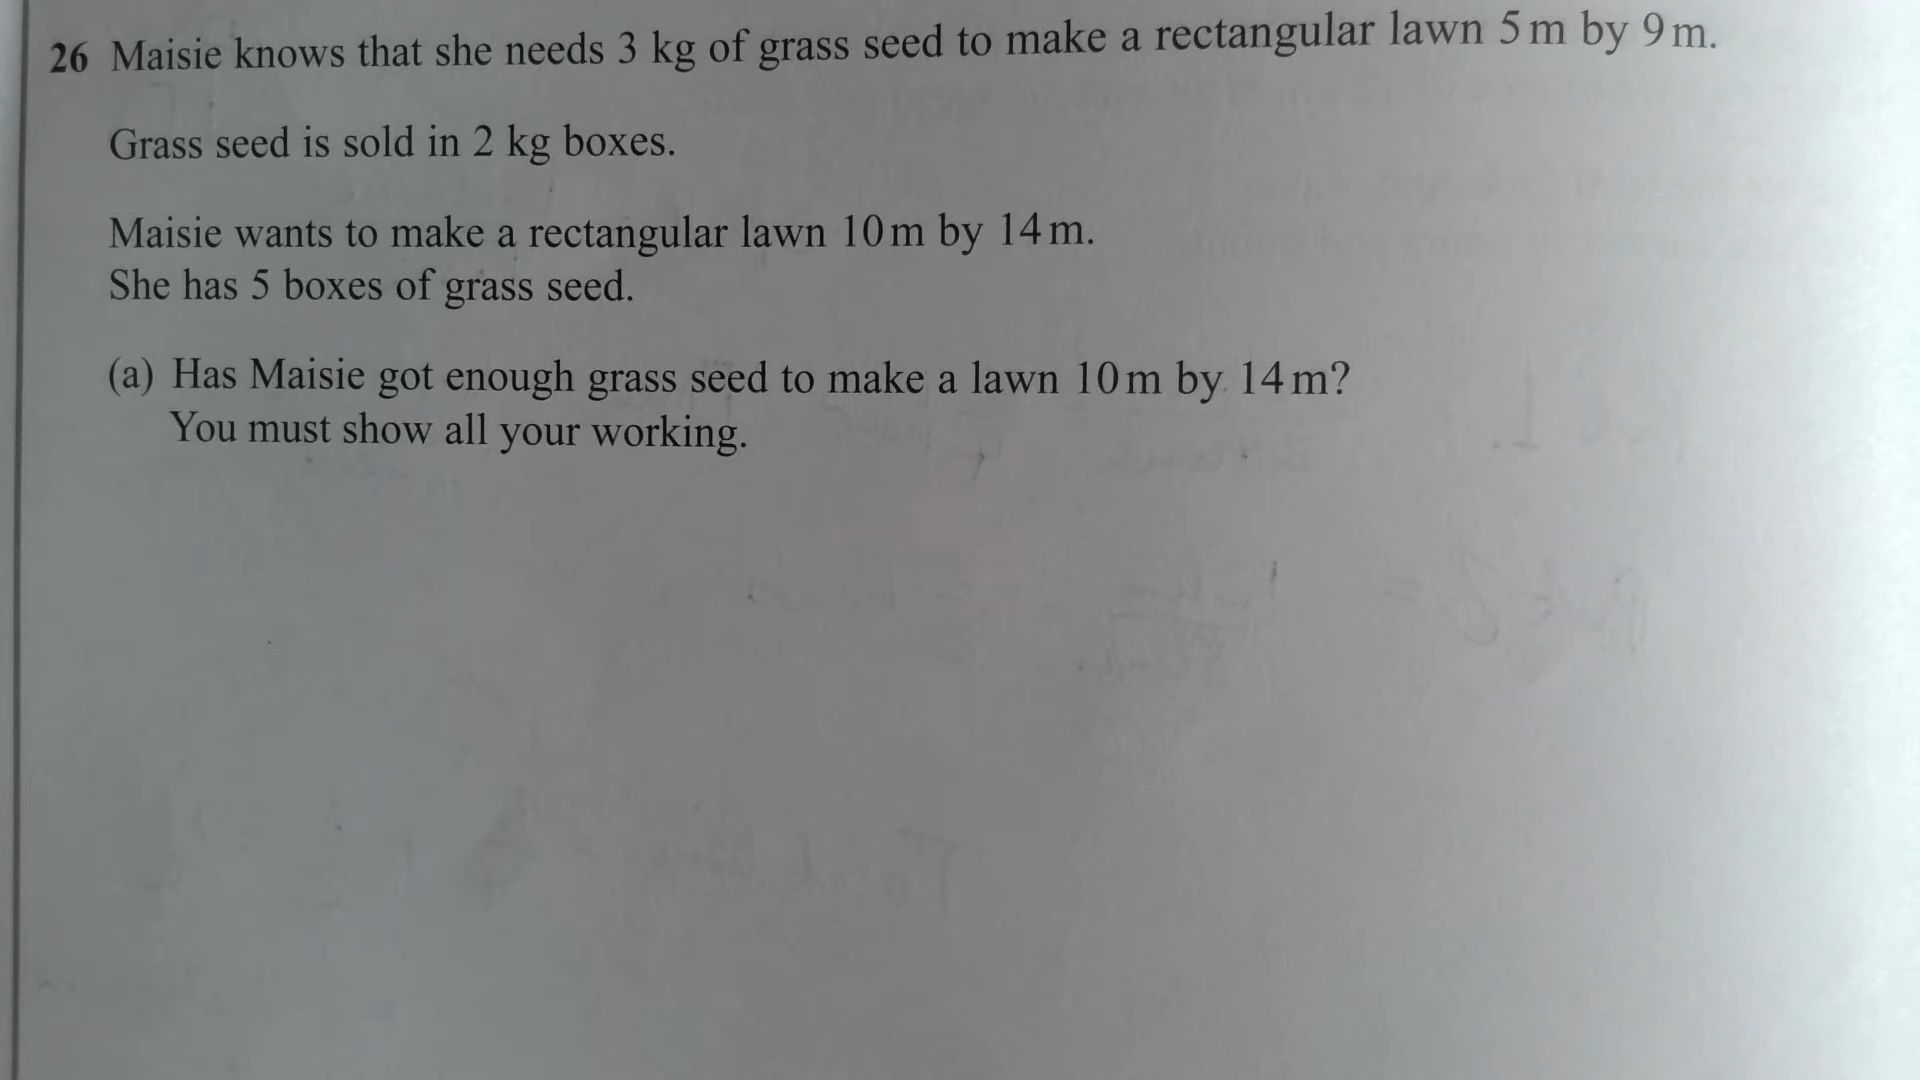 26 Maisie knows that she needs 3 kg of grass seed to make a rectangular lawn 5 m by 9 m.
Grass seed is sold in 2 kg boxes.
Maisie wants to make a rectangular lawn 10 m by 14 m.
She has 5 boxes of grass seed.
(a) Has Maisie got enough grass seed to make a lawn 10 m by 14 m?
You must show all your working.